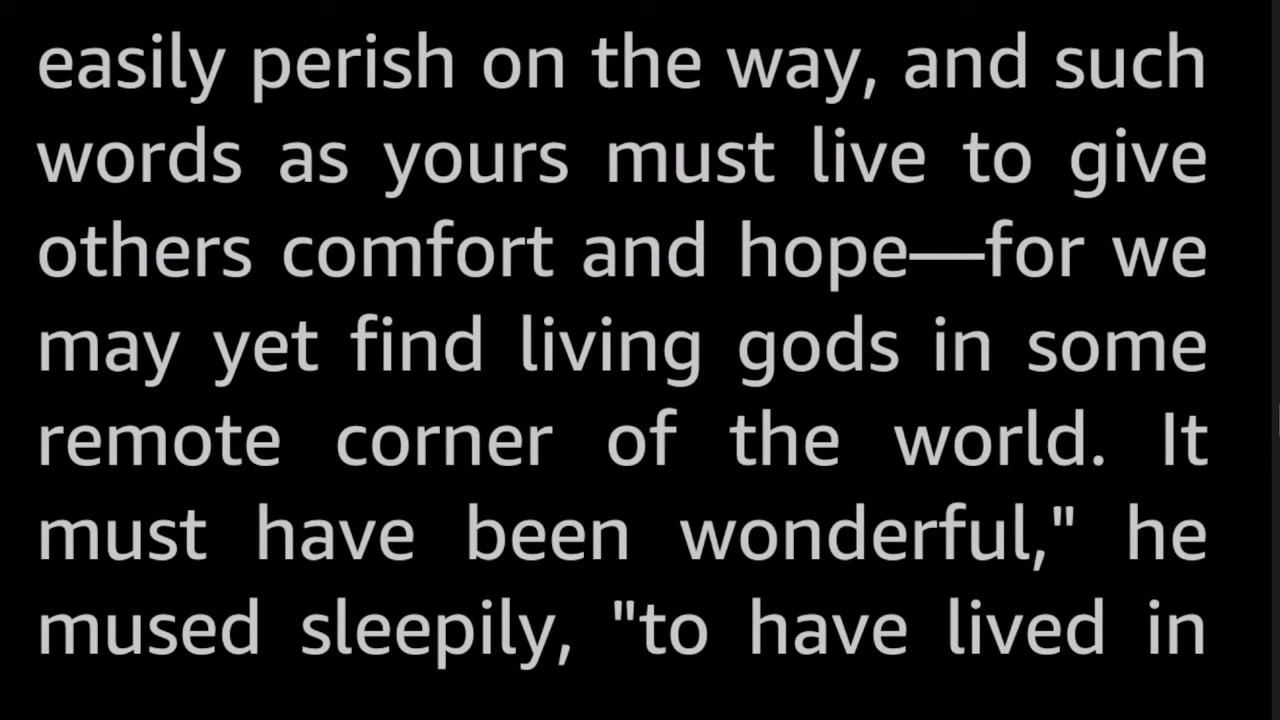 easily perish on the way, and such
words as yours must live to give
others comfort and hope—for we
may yet find living gods in some
remote corner of the world. It
must have been wonderful," he
mused sleepily, "to have lived in